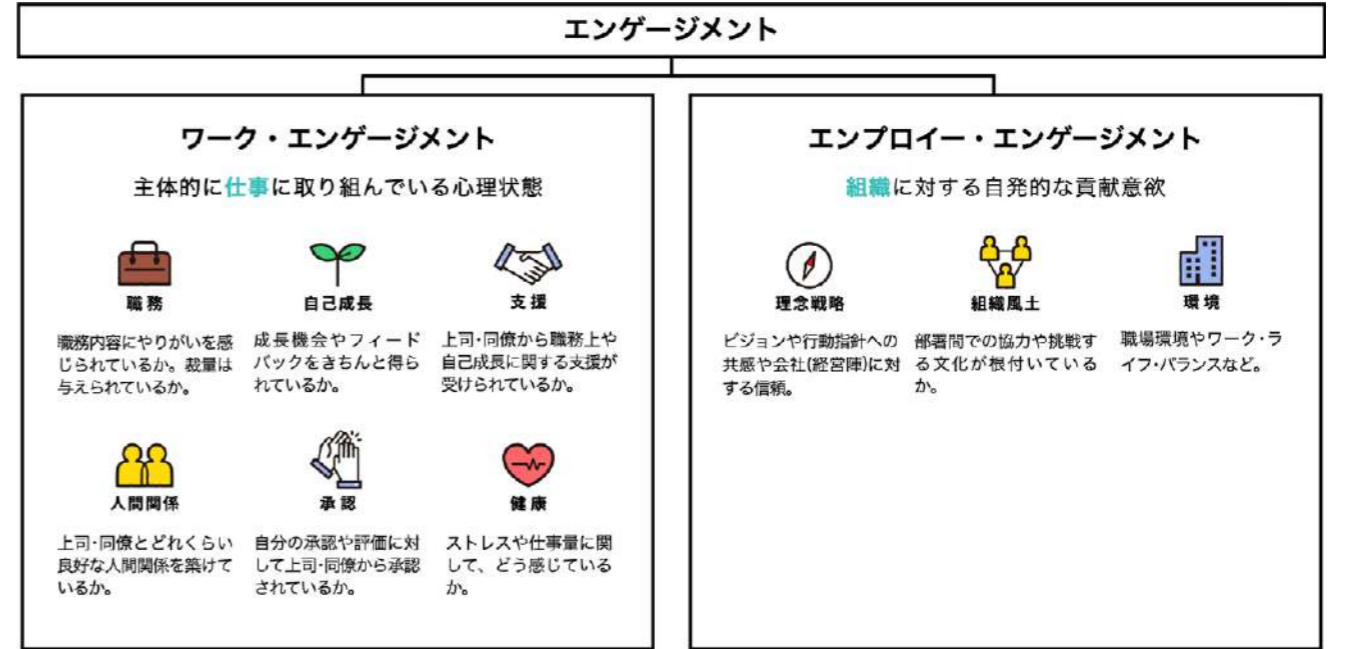 エンゲージメント
ワーク・エンゲージメント
主体的に仕事に取り組んでいる心理状態
職務
職務内容にやりがいを感
じられているか。裁量は
与えられているか。
自己成長
成長機会やフィード
バックをきちんと得ら
れているか。
支援
上司・同僚から職務上や
自己成長に関する支援が
受けられているか。
人間関係
上司・同僚とどれくらい
良好な人間関係を築けて
いるか。
承認
自分の承認や評価に対
して上司・同僚から承認
されているか。
健康
ストレスや仕事量に関
して、どう感じている
か。
エンプロイー・エンゲージメント
組織に対する自発的な貢献意欲
理念戦略
ビジョンや行動指針への
共感や会社(経営陣)に対
する信頼。
組織風土
部署間での協力や挑戦す
る文化が根付いている
か。
環境
職場環境やワーク・ラ
イフ・バランスなど。